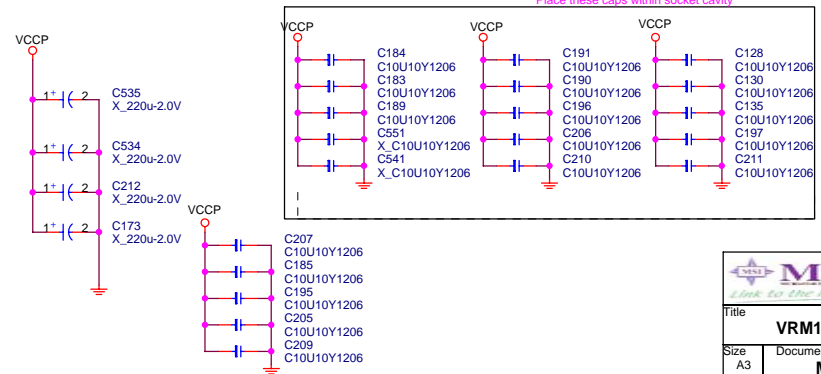 Place these caps within socket cavity
VCCP
1 + 2
C535
X_220u-2.0V
1 + 2
C534
X_220u-2.0V
1 + 2
C212
X_220u-2.0V
1 + 2
C173
X_220u-2.0V
VCCP
C184
C10U10Y1206
C183
C10U10Y1206
C189
C10U10Y1206
C551
X_C10U10Y1206
C541
X_C10U10Y1206
VCCP
C191
C10U10Y1206
C190
C10U10Y1206
C196
C10U10Y1206
C206
C10U10Y1206
C210
C10U10Y1206
VCCP
C128
C10U10Y1206
C130
C10U10Y1206
C135
C10U10Y1206
C197
C10U10Y1206
C211
C10U10Y1206
VCCP
C207
C10U10Y1206
C185
C10U10Y1206
C195
C10U10Y1206
C205
C10U10Y1206
C209
C10U10Y1206
MSI M
Link to the
Title
VRM1
Size
A3
Docume
M